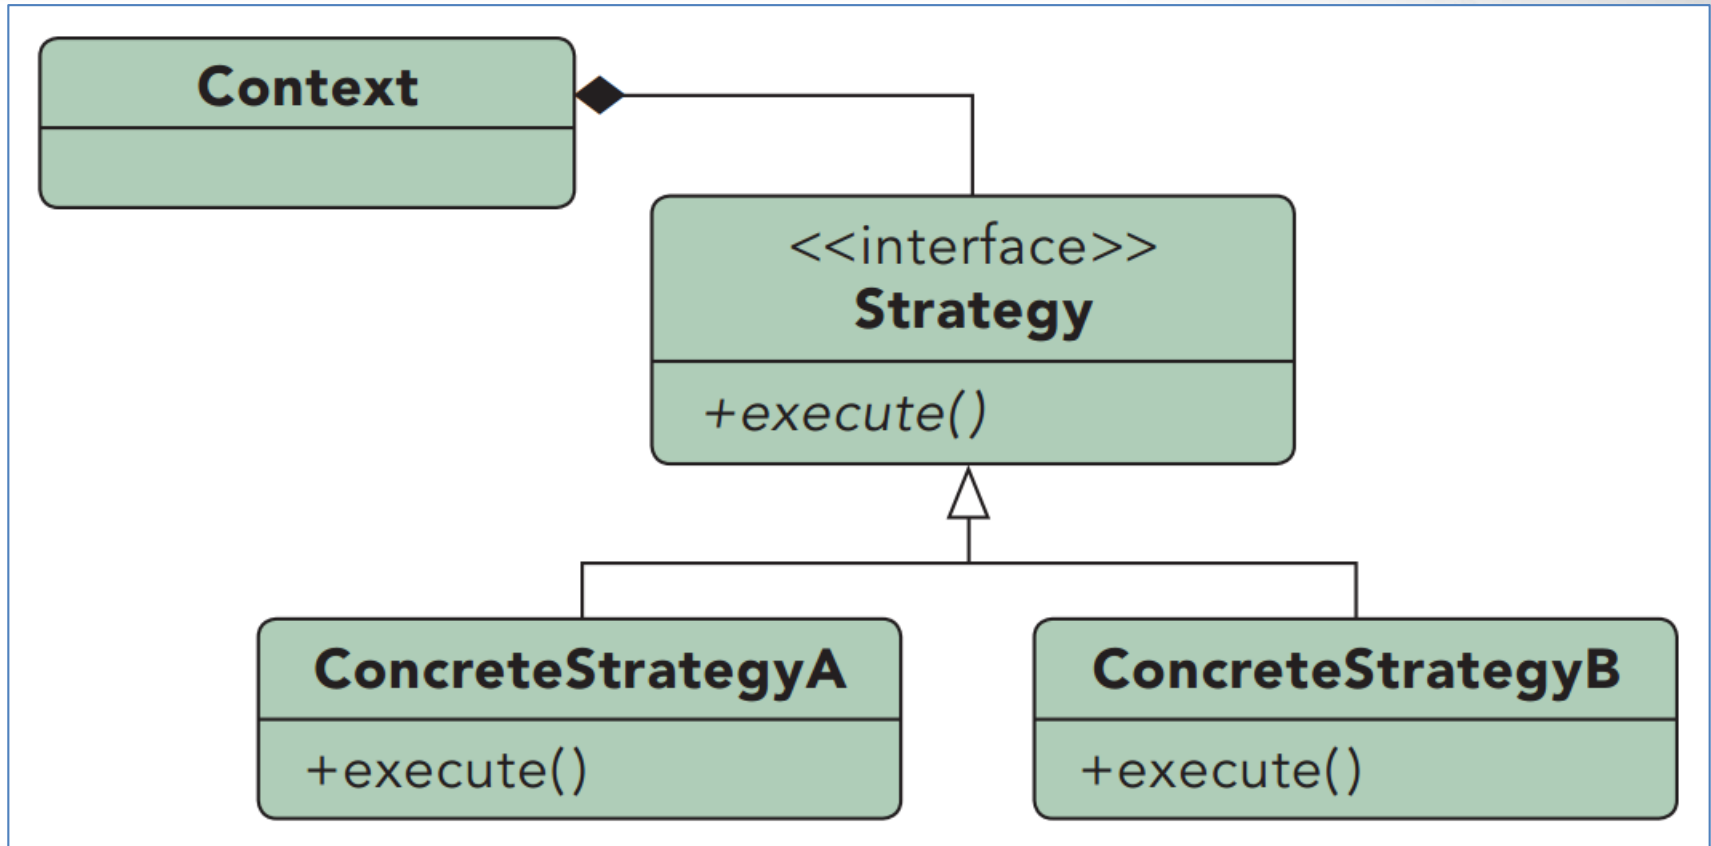 Context
<<interface>>
Strategy
+execute()
ConcreteStrategyA
+execute()
ConcreteStrategyB
+execute()